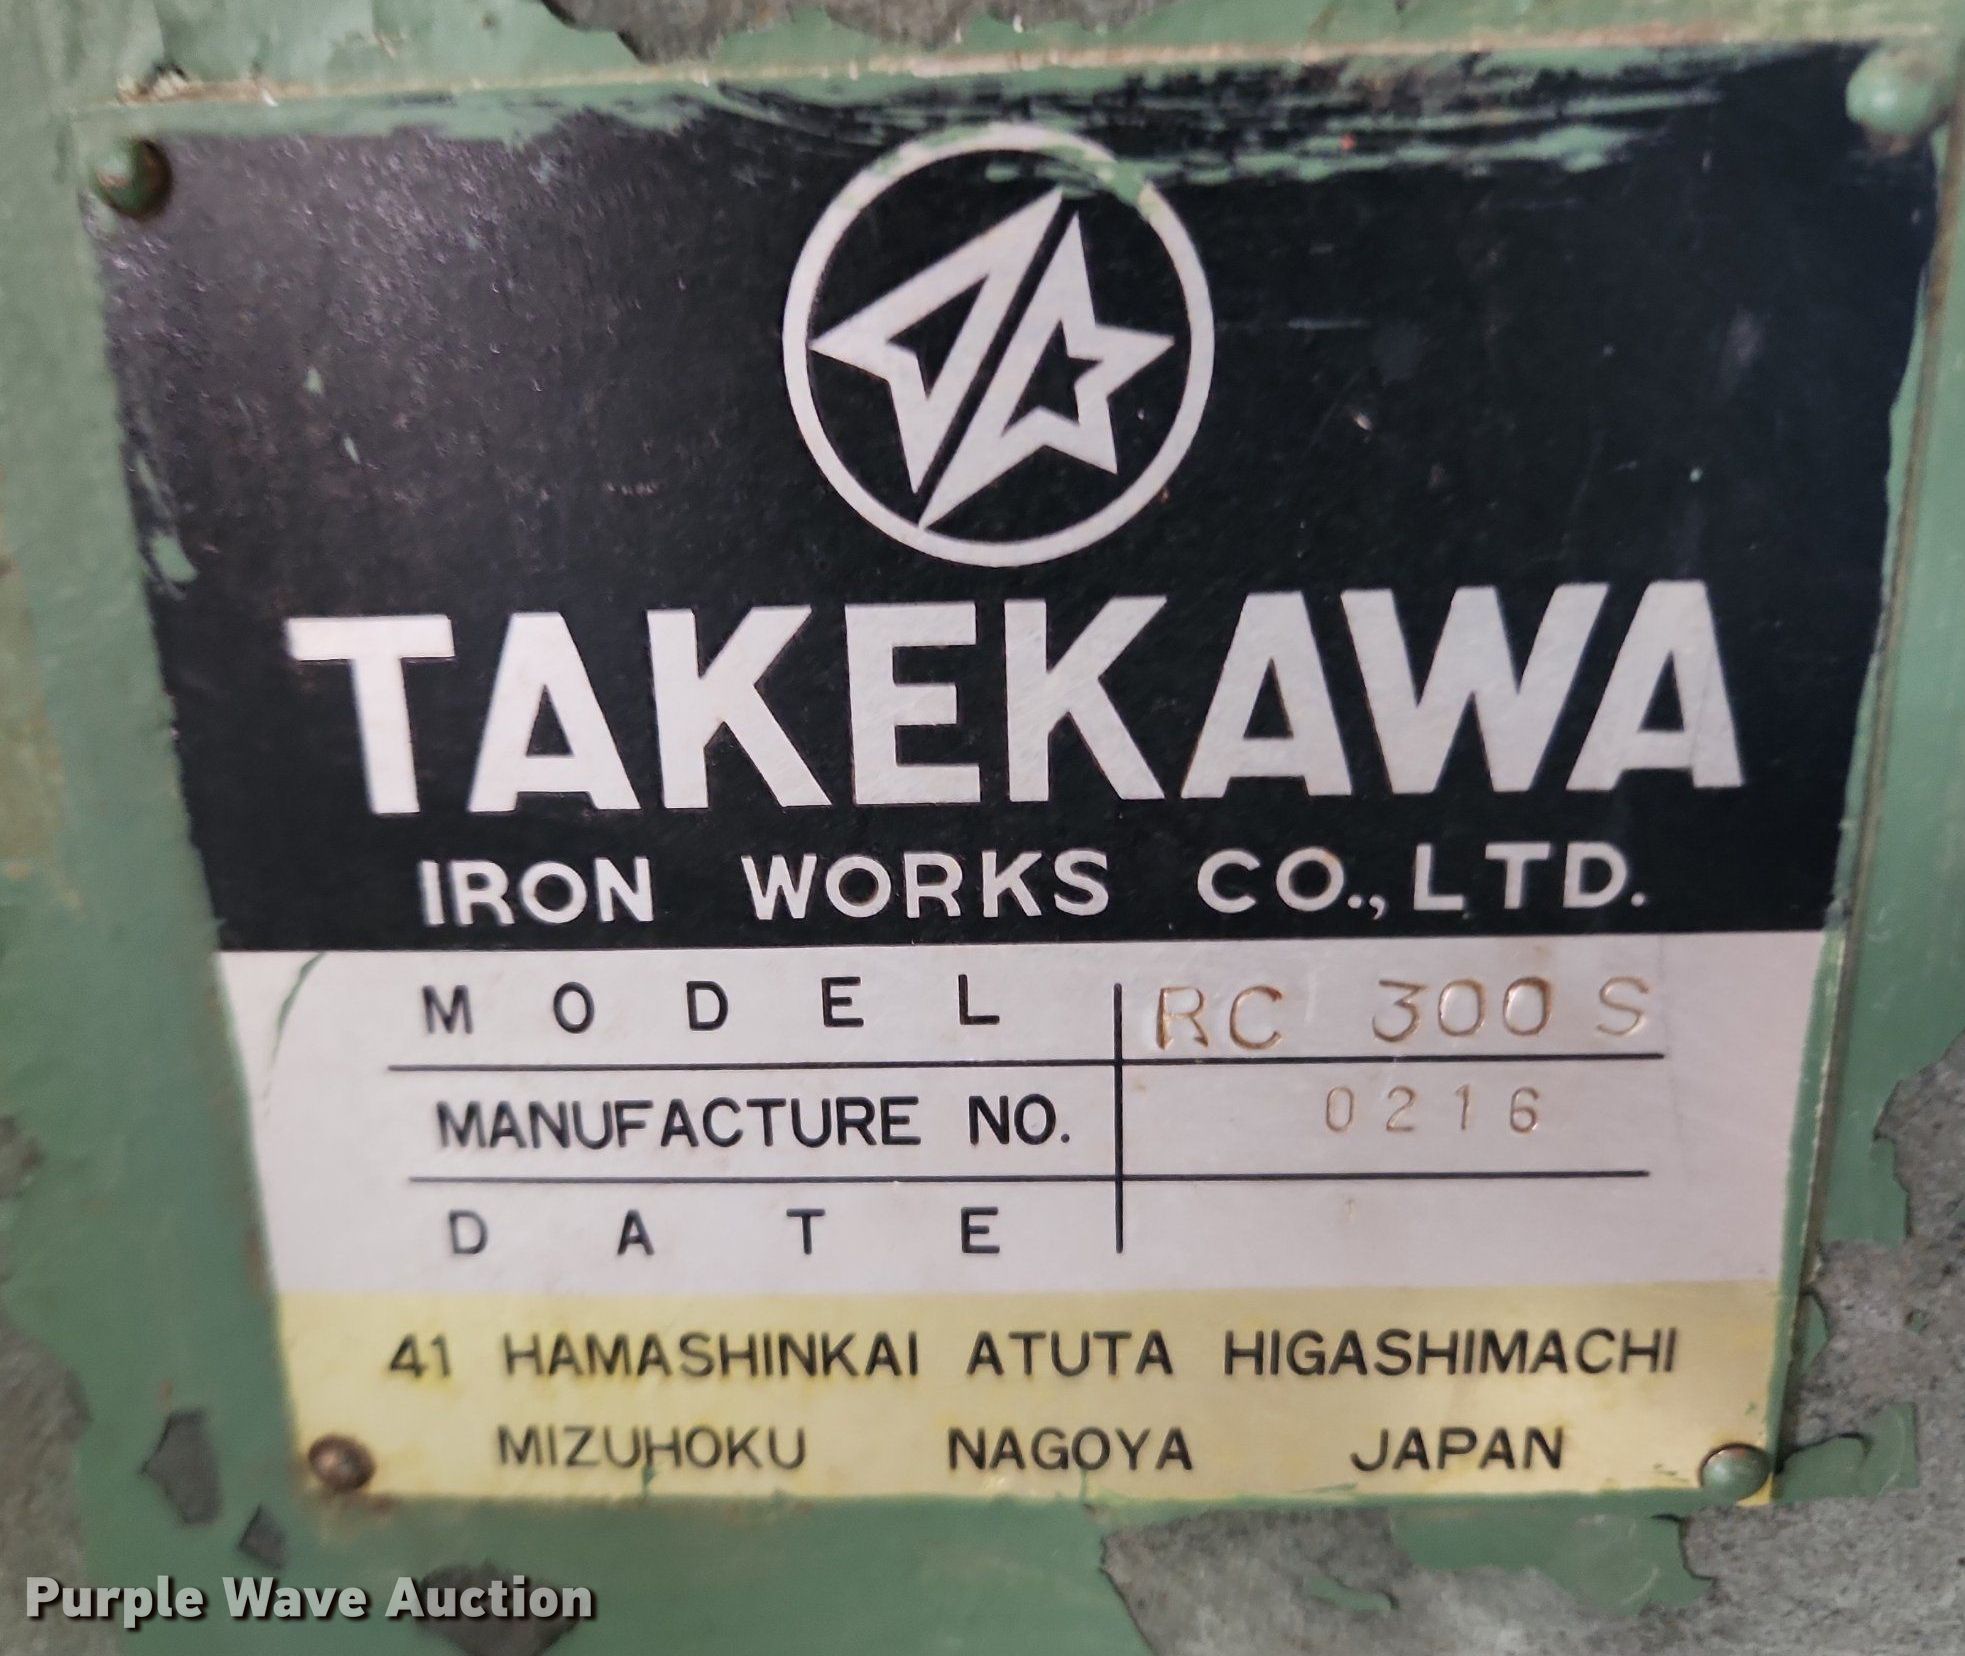 TAKEKAWA
IRON WORKS CO.,LTD.
MODEL RC 300 S
MANUFACTURE NO. 0216
DATE
41 HAMASHINKAI ATUTA HIGASHIMACHI
MIZUHOKU NAGOYA JAPAN
Purple Wave Auction